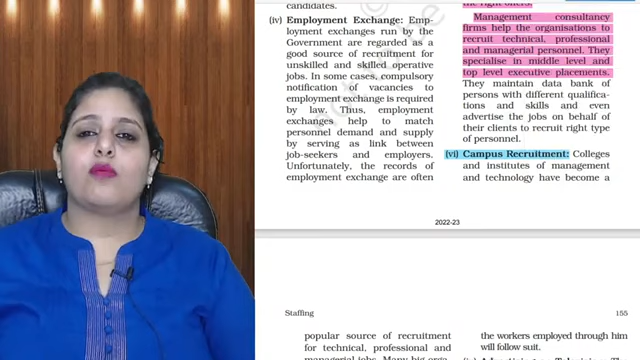 candidates.
(iv) Employment Exchange: Emp-
loyment exchanges run by the
Government are regarded as a
good source of recruitment for
unskilled and skilled operative
jobs. In some cases, compulsory
notification of vacancies to
employment exchange is required
by law. Thus, employment
exchanges help to match
personnel demand and supply
by serving as link between
job-seekers and employers.
Unfortunately, the records of
employment exchange are often
the right offers.
Management consultancy
firms help the organisations to
recruit technical, professional
and managerial personnel. They
specialise in middle level and
top level executive placements.
They maintain data bank of
persons with different qualifica-
tions and skills and even
advertise the jobs on behalf of
their clients to recruit right type
of personnel.
(vi) Campus Recruitment: Colleges
and institutes of management
and technology have become a
2022-23
Staffing
155
popular source of recruitment
for technical, professional and
managerial jobs. Many big orga-
the workers employed through him
will follow suit.